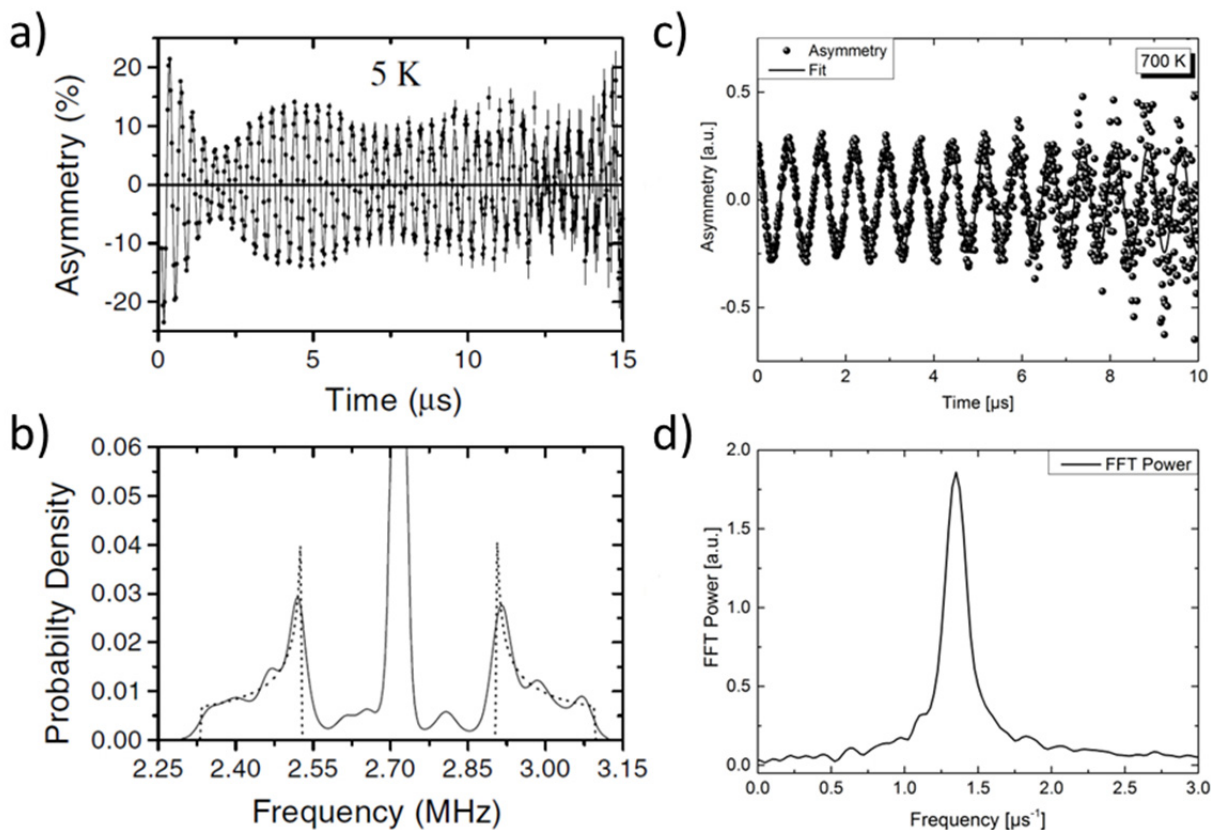 a)
Asymmetry (%)
20
10
0
-10
-20
5 K
0
5
10
15
Time (μs)
b)
Probabilty Density
0.06
0.05
0.04
0.03
0.02
0.01
0.00
2.25
2.40
2.55
2.70
2.85
3.00
3.15
Frequency (MHz)
c)
Asymmetry
Fit
700 K
Asymmetry [a.u.]
0.5
0.0
-0.5
0
2
4
6
8
10
Time [μs]
d)
FFT Power
FFT Power [a.u.]
2.0
1.5
1.0
0.5
0.0
0.0
0.5
1.0
1.5
2.0
2.5
3.0
Frequency [μs⁻¹]